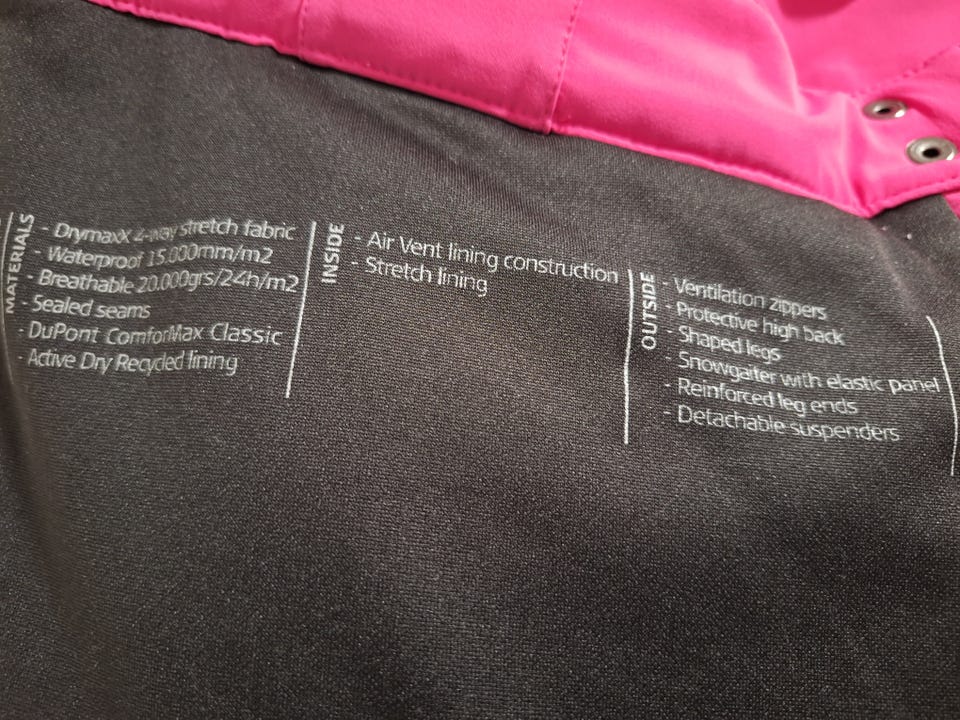 MATERIALS
- Drymaxx 4-way stretch fabric
- Waterproof 15.000mm/m2
- Breathable 20.000grs/24h/m2
- Sealed seams
- DuPont ComforMax Classic
- Active Dry Recycled lining
INSIDE
- Air Vent lining construction
- Stretch lining
OUTSIDE
- Ventilation zippers
- Protective high back
- Shaped legs
- Snowgaiter with elastic panel
- Reinforced leg ends
- Detachable suspenders